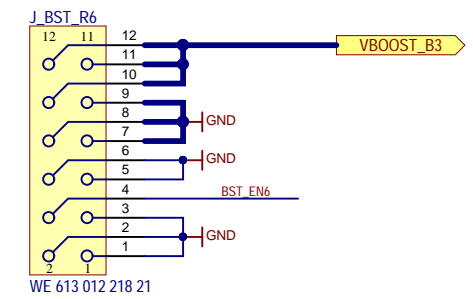 J_BST_R6
12 11 12
VBOOST_B3
11
10
9
8 GND
7
6 GND
5
4 BST_EN6
3
2 GND
1
2 1
WE 613 012 218 21